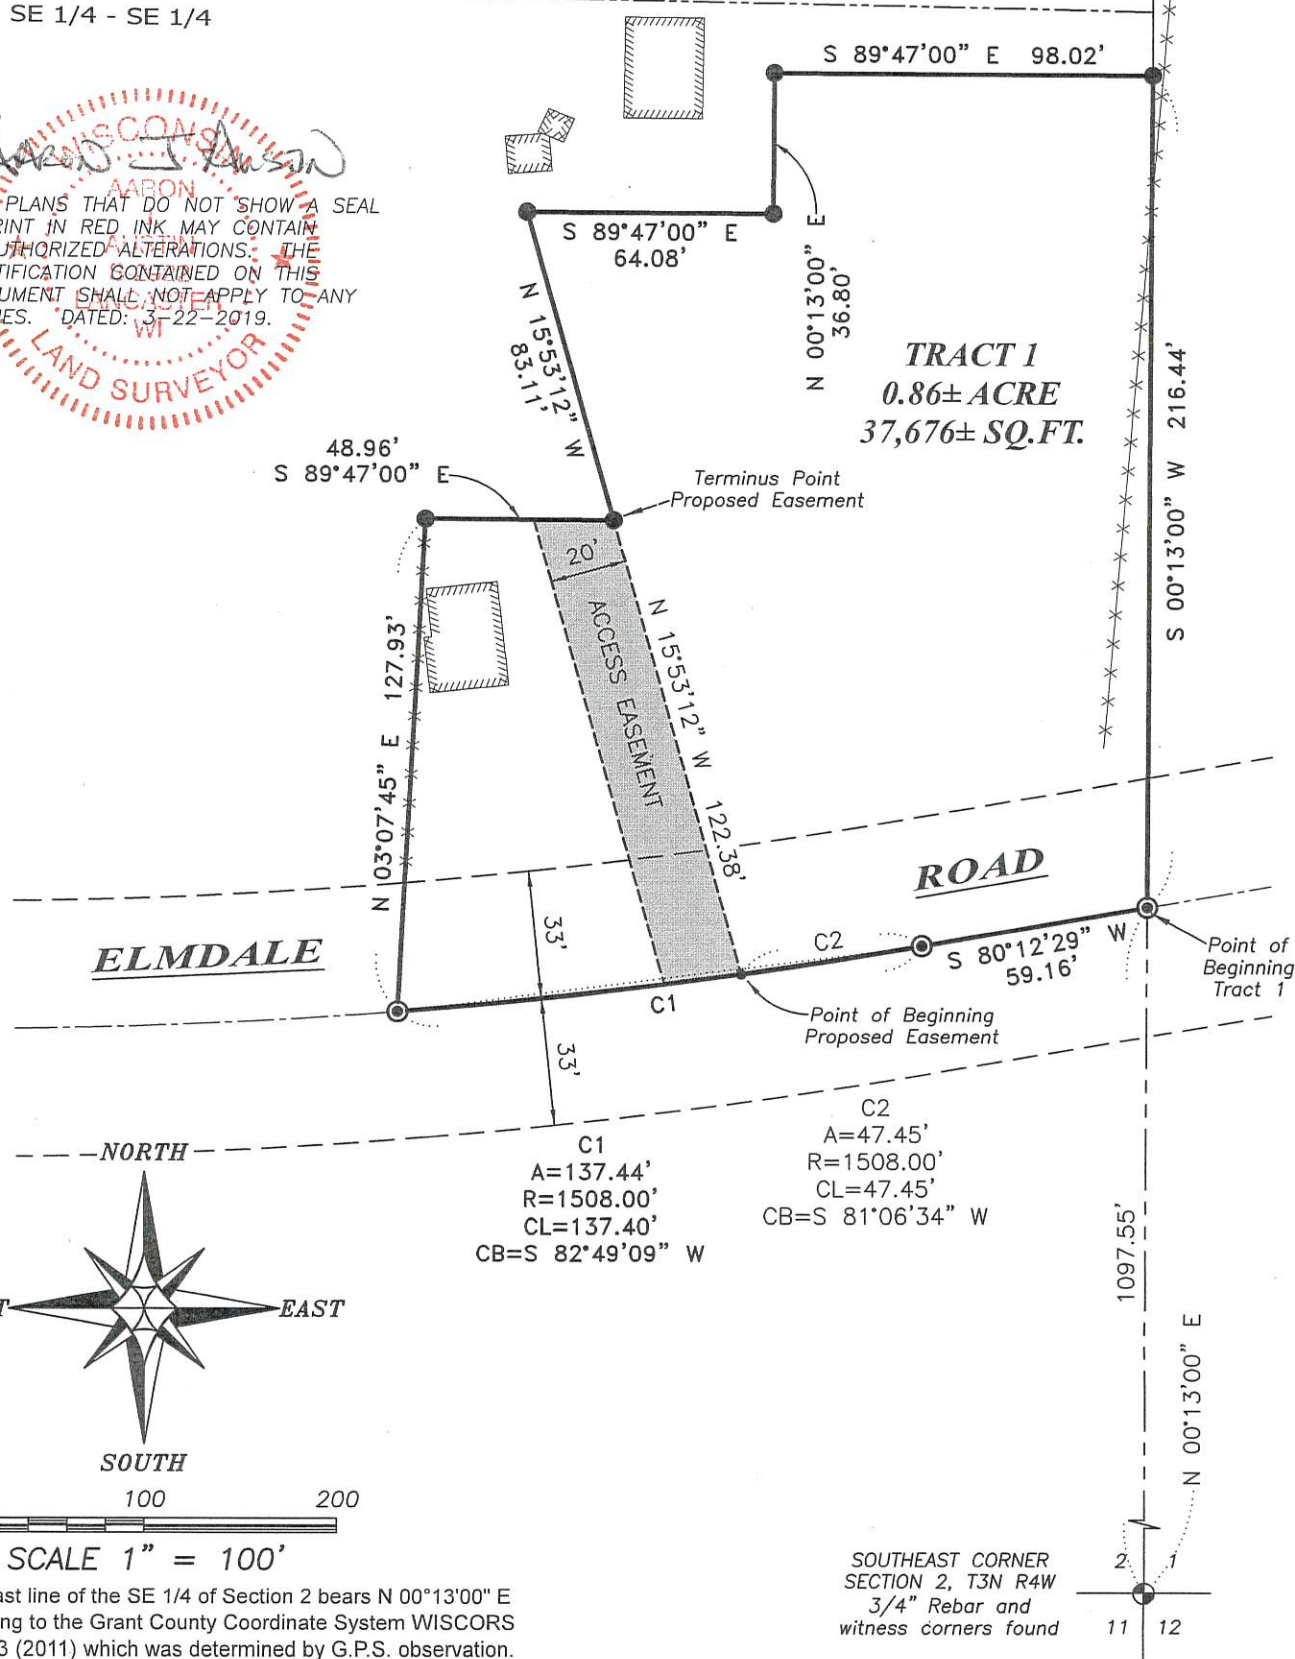 SE 1/4 - SE 1/4
S 89°47'00" E 98.02'
WISCONSIN
AARON J
AARON
J
AUSTIN
LANCASTER
WI
LAND SURVEYOR
PLANS THAT DO NOT SHOW A SEAL
RINT IN RED INK MAY CONTAIN
UTHORIZED ALTERATIONS. THE
TIFICATION CONTAINED ON THIS
UMENT SHALL NOT APPLY TO ANY
IES. DATED: 3-22-2019.
S 89°47'00" E
64.08'
N 00°13'00" E
36.80'
N 15°53'12" W
83.11'
TRACT 1
0.86± ACRE
37,676± SQ.FT.
S 00°13'00" W 216.44'
48.96'
S 89°47'00" E
Terminus Point
Proposed Easement
20'
ACCESS EASEMENT
N 15°53'12" W 122.38'
N 03°07'45" E 127.93'
ELMDALE
ROAD
33'
33'
C1
C2
S 80°12'29" W
59.16'
Point of
Beginning
Tract 1
Point of Beginning
Proposed Easement
C1
A=137.44'
R=1508.00'
CL=137.40'
CB=S 82°49'09" W
C2
A=47.45'
R=1508.00'
CL=47.45'
CB=S 81°06'34" W
1097.55'
N 00°13'00" E
NORTH
T
EAST
SOUTH
100 200
SCALE 1" = 100'
ast line of the SE 1/4 of Section 2 bears N 00°13'00" E
ng to the Grant County Coordinate System WISCORS
3 (2011) which was determined by G.P.S. observation.
SOUTHEAST CORNER
SECTION 2, T3N R4W
3/4" Rebar and
witness corners found
2 1
11 12